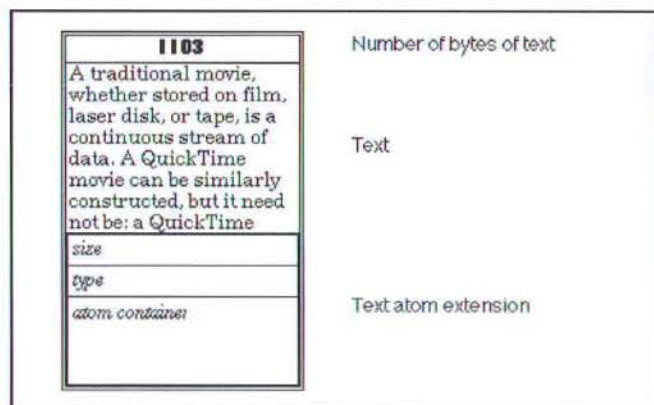 1103
Number of bytes of text
A traditional movie,
whether stored on film,
laser disk, or tape, is a
continuous stream of
data. A QuickTime
movie can be similarly
constructed, but it need
not be: a QuickTime
Text
size
type
atom container
Text atom extension